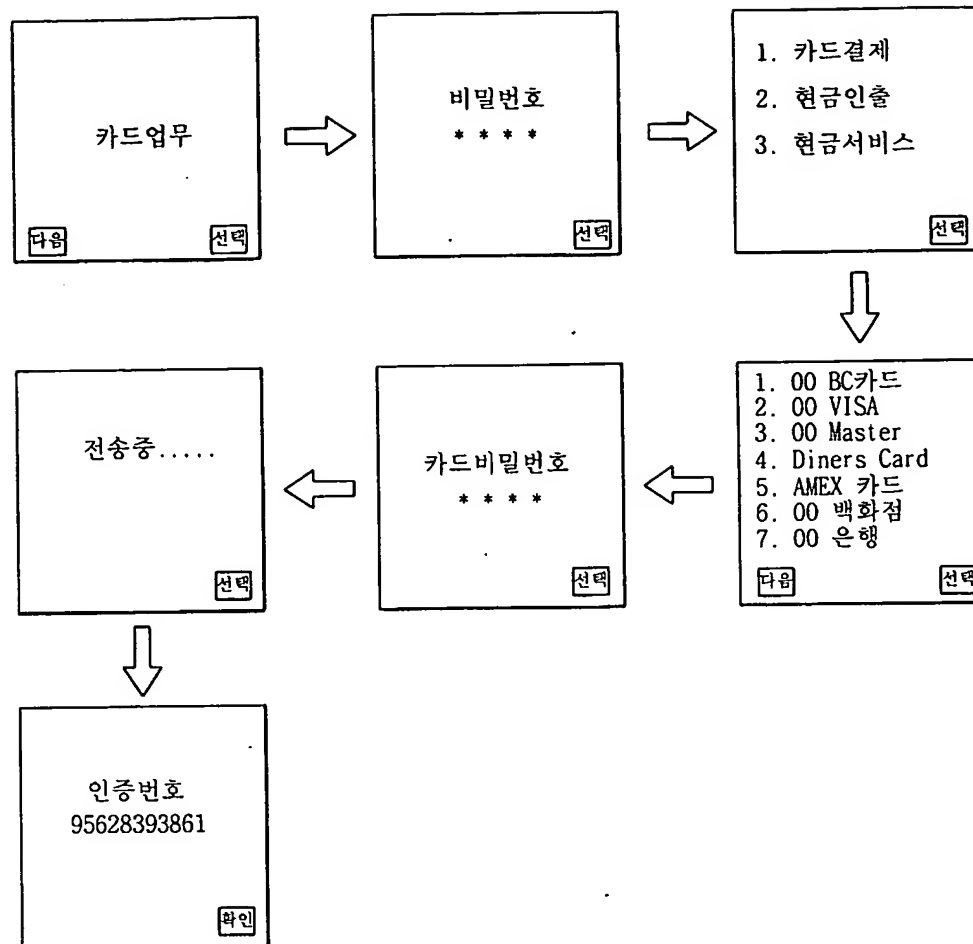 카드업무
다음 선택
비밀번호
* * * *
선택
1. 카드결제
2. 현금인출
3. 현금서비스
선택
1. 00 BC카드
2. 00 VISA
3. 00 Master
4. Diners Card
5. AMEX 카드
6. 00 백화점
7. 00 은행
다음 선택
카드비밀번호
* * * *
선택
전송중.....
선택
인증번호
95628393861
확인